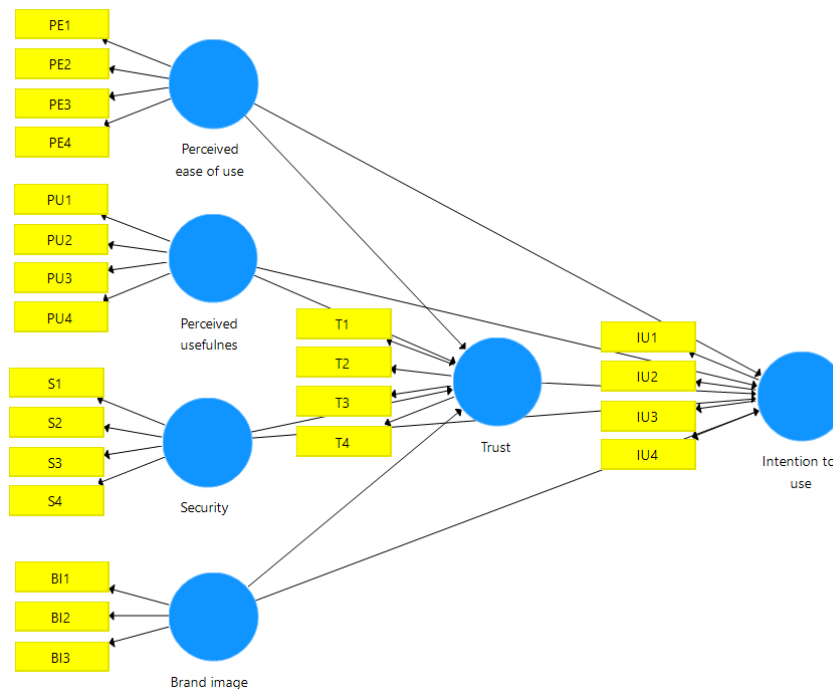 PE1
PE2
PE3
PE4
Perceived
ease of use
PU1
PU2
PU3
PU4
Perceived
usefulnes
S1
S2
S3
S4
Security
BI1
BI2
BI3
Brand image
T1
T2
T3
T4
Trust
IU1
IU2
IU3
IU4
Intention to
use